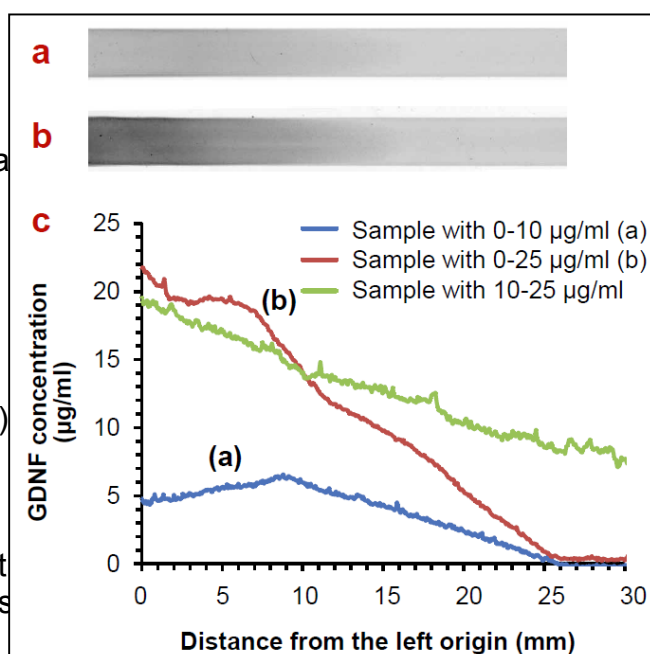 a
b
c
25
20
15
10
5
0
GDNF concentration
(µg/ml)
Sample with 0-10 µg/ml (a)
Sample with 0-25 µg/ml (b)
Sample with 10-25 µg/ml
(b)
(a)
0 5 10 15 20 25 30
Distance from the left origin (mm)
a
)
t
s